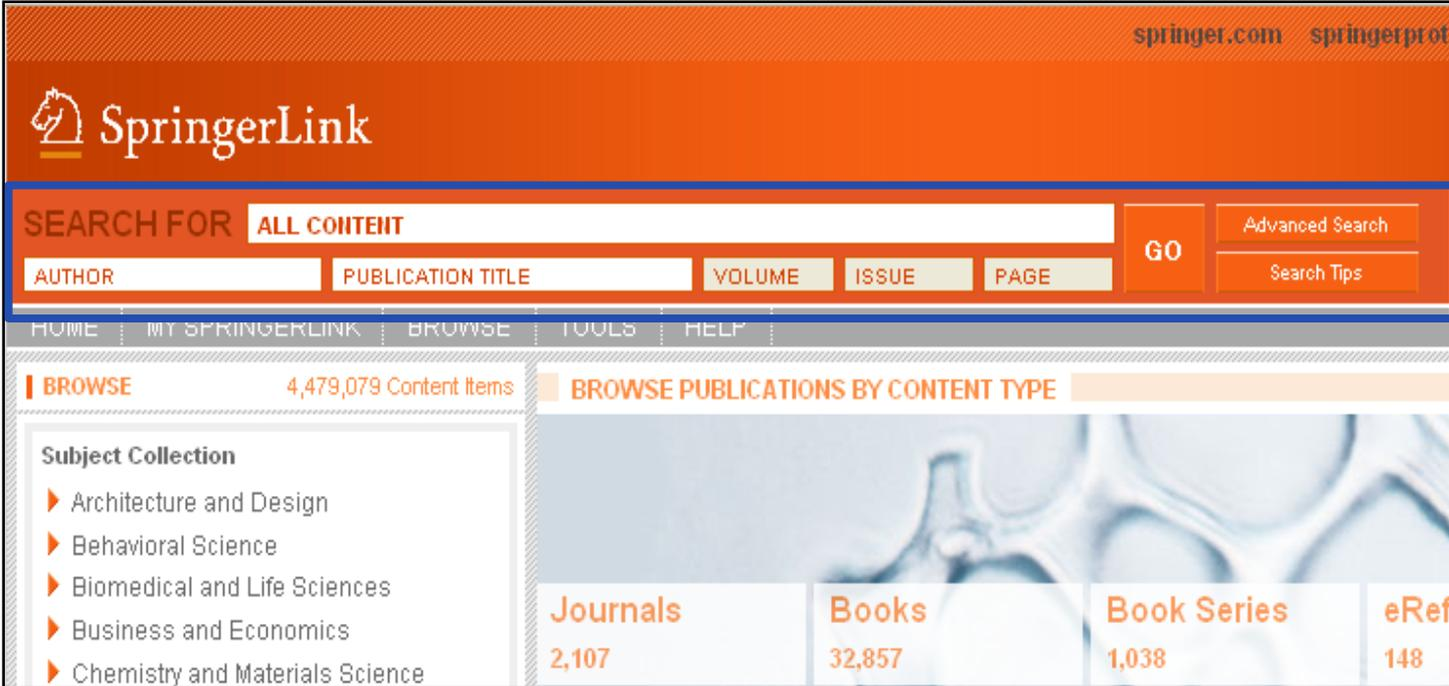 springer.com springerprot
SpringerLink
SEARCH FOR ALL CONTENT
AUTHOR PUBLICATION TITLE VOLUME ISSUE PAGE
GO
Advanced Search
Search Tips
HOME MY SPRINGERLINK BROWSE TOOLS HELP
BROWSE 4,479,079 Content Items
Subject Collection
Architecture and Design
Behavioral Science
Biomedical and Life Sciences
Business and Economics
Chemistry and Materials Science
BROWSE PUBLICATIONS BY CONTENT TYPE
Journals
2,107
Books
32,857
Book Series
1,038
eRef
148